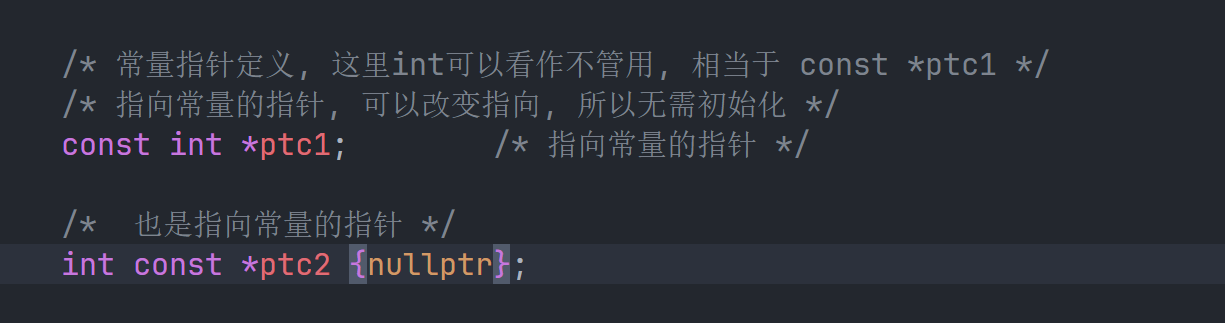 /* 常量指针定义, 这里int可以看作不管用, 相当于 const *ptc1 */
/* 指向常量的指针, 可以改变指向, 所以无需初始化 */
const int *ptc1;        /* 指向常量的指针 */
/*  也是指向常量的指针 */
int const *ptc2 {nullptr};